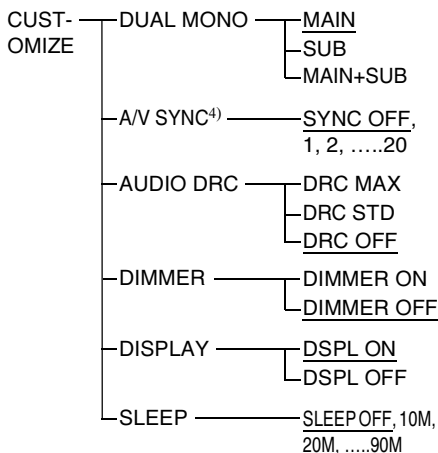 CUST-
OMIZE
DUAL MONO
MAIN
SUB
MAIN+SUB
A/V SYNC4)
SYNC OFF,
1, 2, …..20
AUDIO DRC
DRC MAX
DRC STD
DRC OFF
DIMMER
DIMMER ON
DIMMER OFF
DISPLAY
DSPL ON
DSPL OFF
SLEEP
SLEEP OFF, 10M,
20M, …..90M